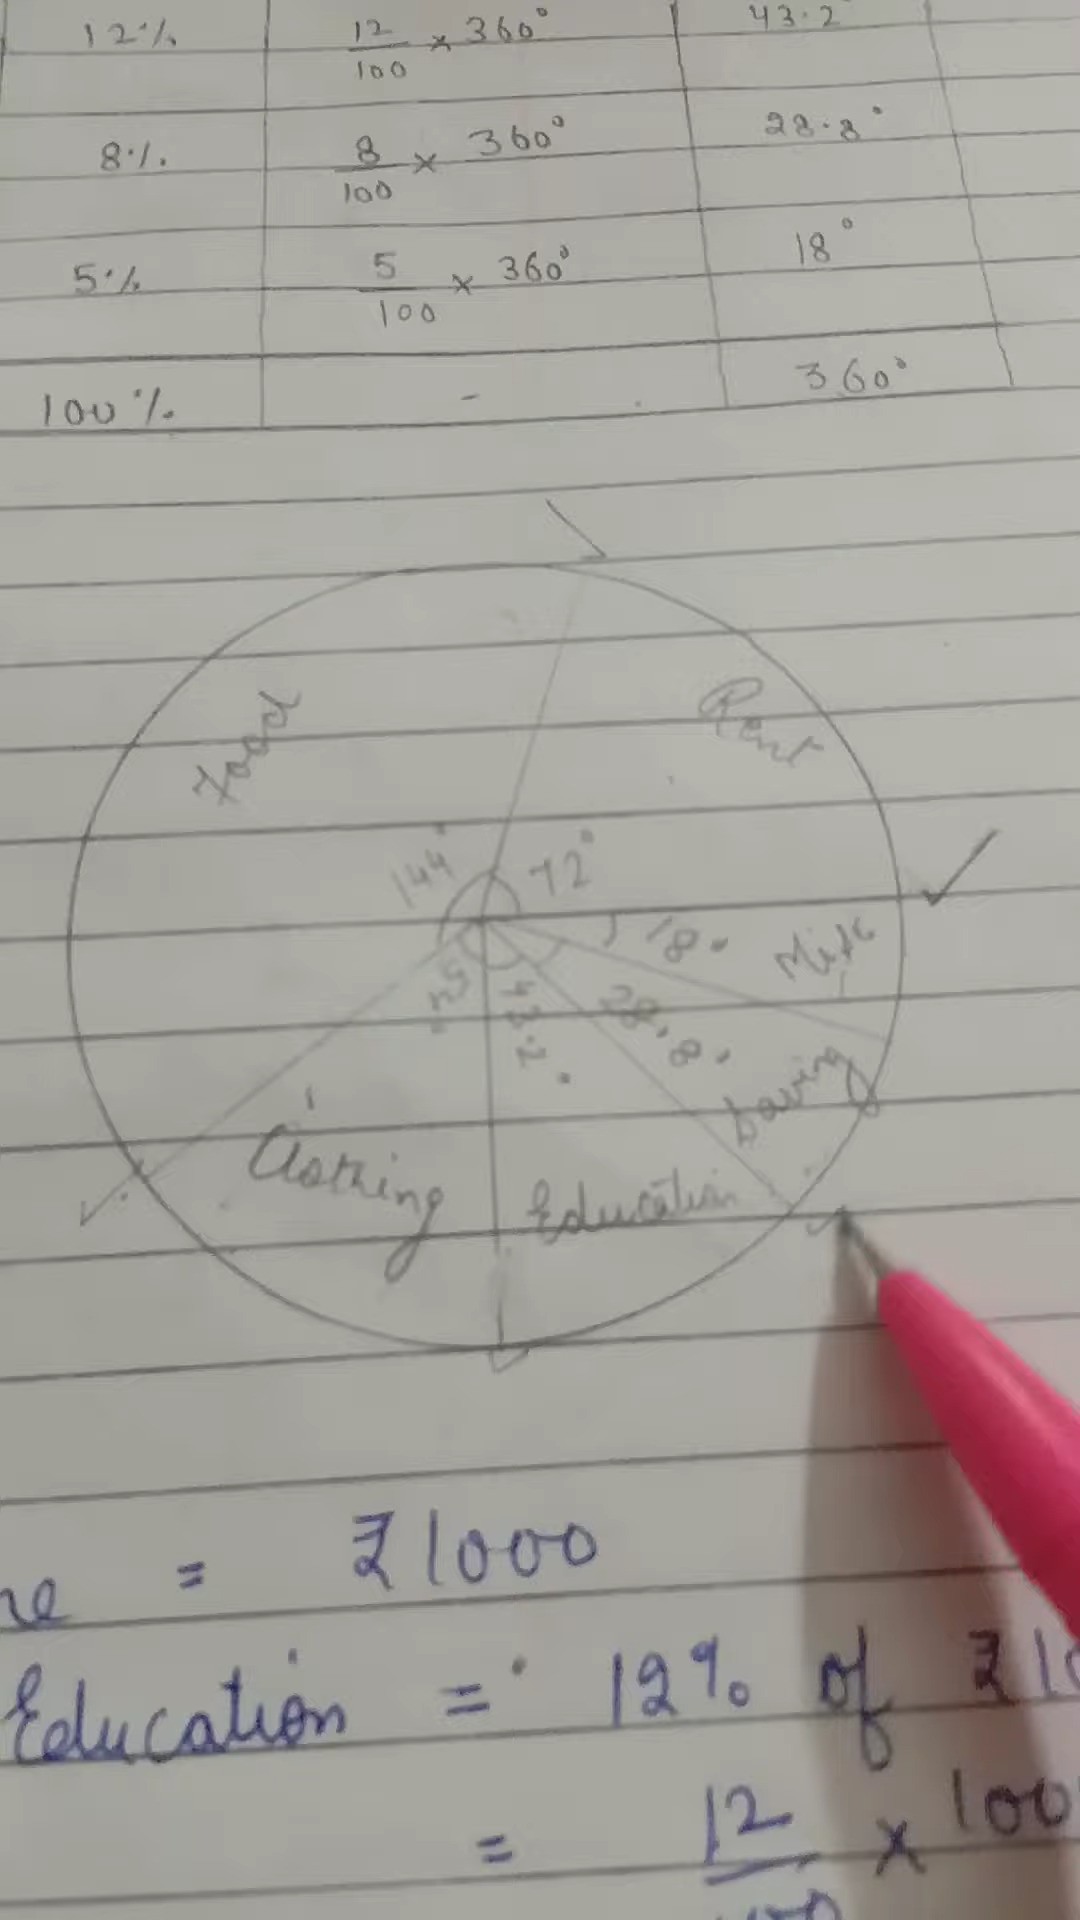 12% 12/100 × 360° 43.2°
8% 8/100 × 360° 28.8°
5% 5/100 × 360° 18°
100% - 360°
Food
Rent
144°
72°
18°
Misc
54°
43.2°
28.8°
Saving
Clothing
Education
= ₹1000
Education = 12% of ₹
= 12 ×